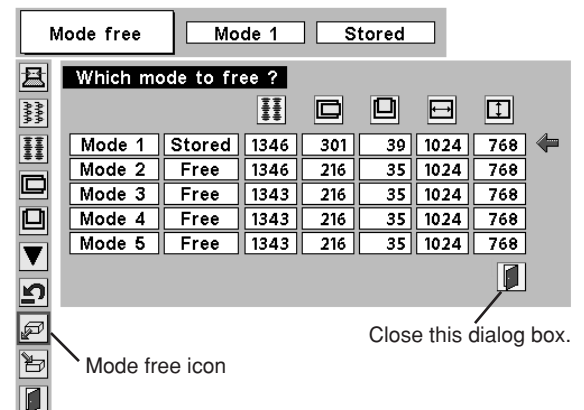 Mode free Mode 1 Stored
Which mode to free ?
Mode 1 Stored 1346 301 39 1024 768
Mode 2 Free 1346 216 35 1024 768
Mode 3 Free 1343 216 35 1024 768
Mode 4 Free 1343 216 35 1024 768
Mode 5 Free 1343 216 35 1024 768
Close this dialog box.
Mode free icon